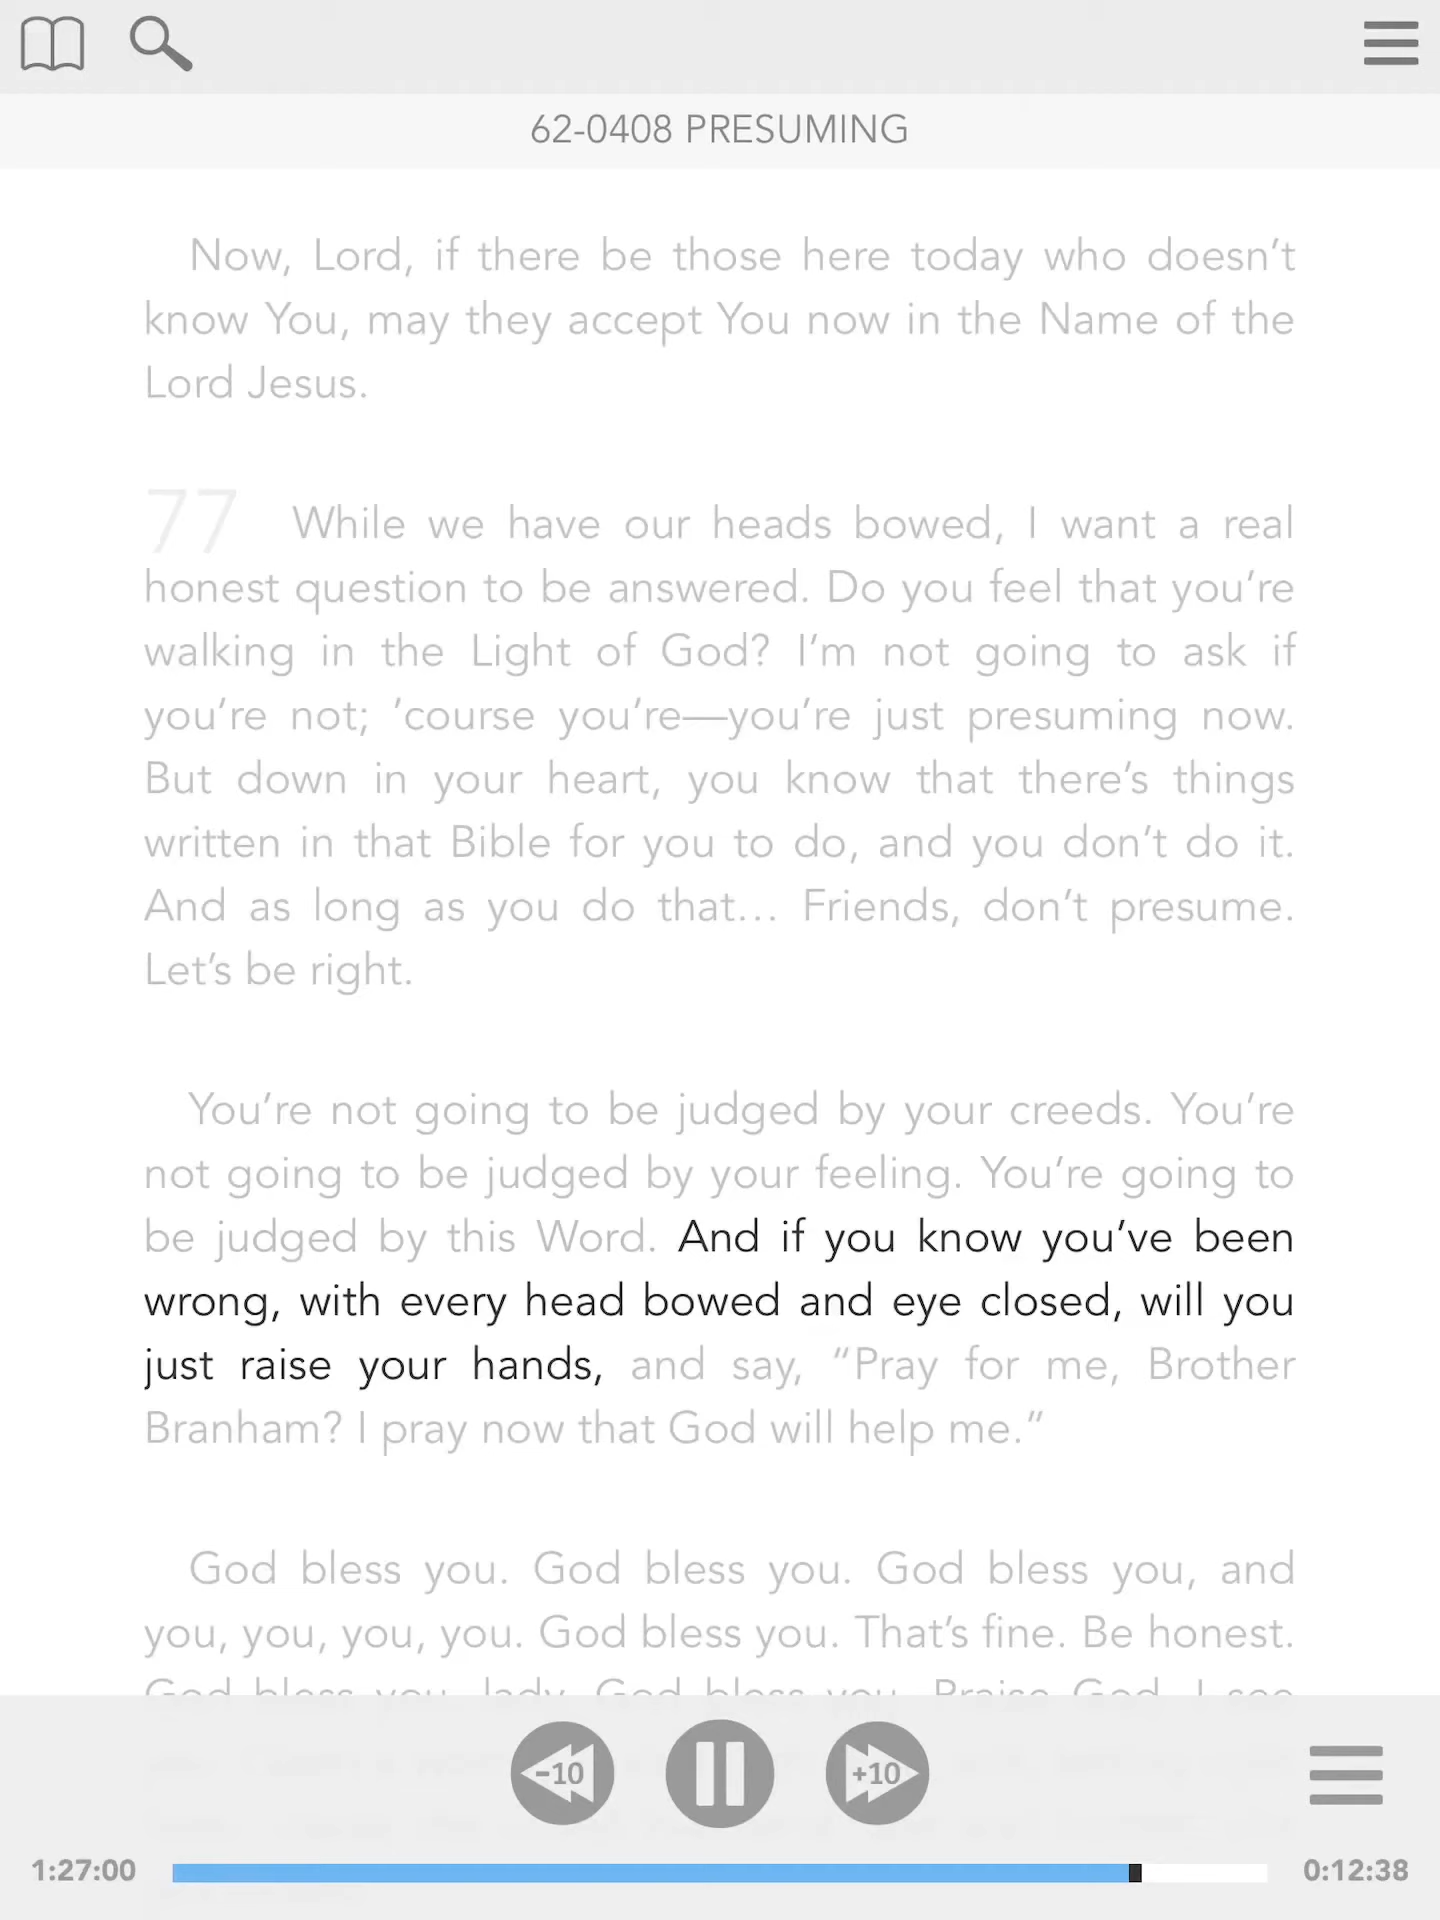 62-0408 PRESUMING
Now, Lord, if there be those here today who doesn’t
know You, may they accept You now in the Name of the
Lord Jesus.
77 While we have our heads bowed, I want a real
honest question to be answered. Do you feel that you’re
walking in the Light of God? I’m not going to ask if
you’re not; ’course you’re—you’re just presuming now.
But down in your heart, you know that there’s things
written in that Bible for you to do, and you don’t do it.
And as long as you do that… Friends, don’t presume.
Let’s be right.
You’re not going to be judged by your creeds. You’re
not going to be judged by your feeling. You’re going to
be judged by this Word. And if you know you’ve been
wrong, with every head bowed and eye closed, will you
just raise your hands, and say, “Pray for me, Brother
Branham? I pray now that God will help me.”
God bless you. God bless you. God bless you, and
you, you, you, you. God bless you. That’s fine. Be honest.
God bless you, lady. God bless you. Praise God. I see
-10 +10
1:27:00 0:12:38